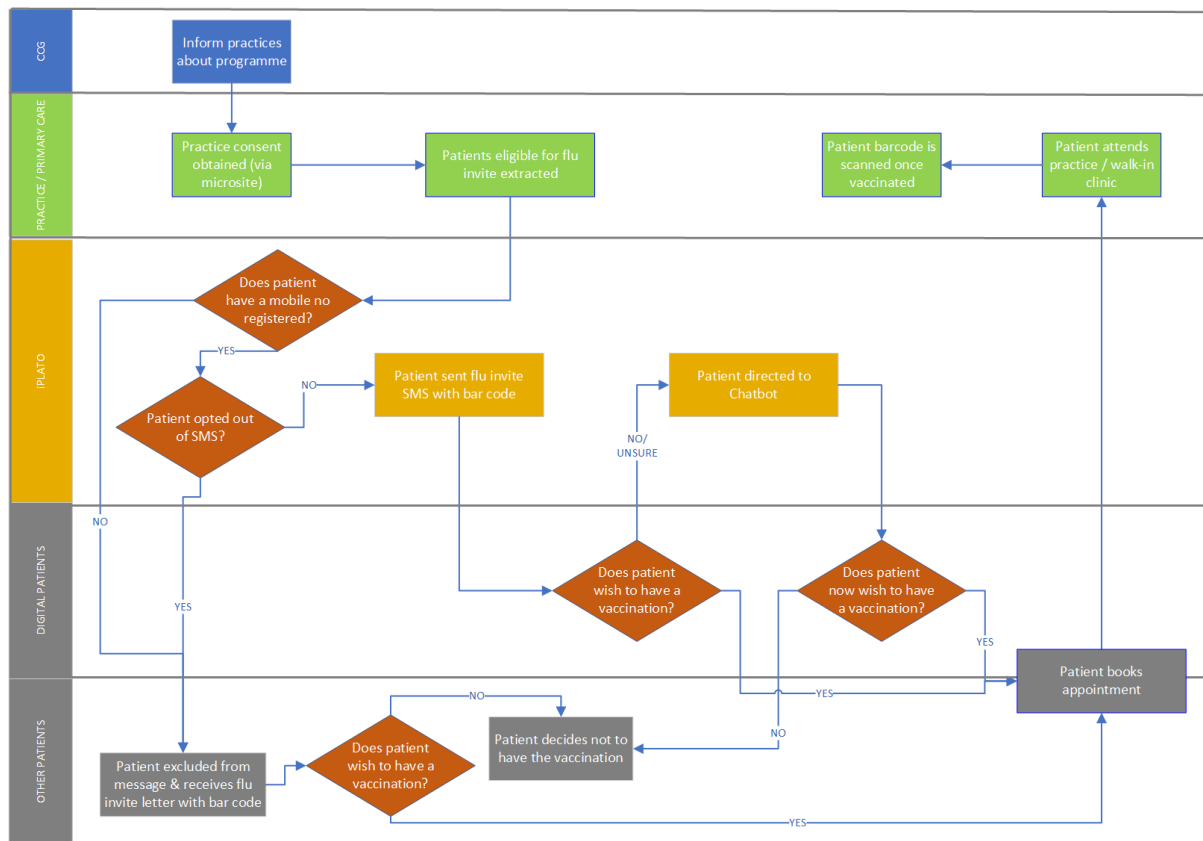 CCG
Inform practices
about programme
PRACTICE / PRIMARY CARE
Practice consent
obtained (via
microsite)
Patients eligible for flu
invite extracted
Patient barcode is
scanned once
vaccinated
Patient attends
practice / walk-in
clinic
iPLATO
Does patient
have a mobile no
registered?
YES
Patient opted out
of SMS?
NO
Patient sent flu invite
SMS with bar code
NO/
UNSURE
Patient directed to
Chatbot
DIGITAL PATIENTS
NO
YES
Does patient
wish to have a
vaccination?
Does patient
now wish to have
a vaccination?
YES
YES
NO
Patient books
appointment
OTHER PATIENTS
Patient excluded from
message & receives flu
invite letter with bar code
Does patient
wish to have a
vaccination?
NO
Patient decides not to
have the vaccination
YES